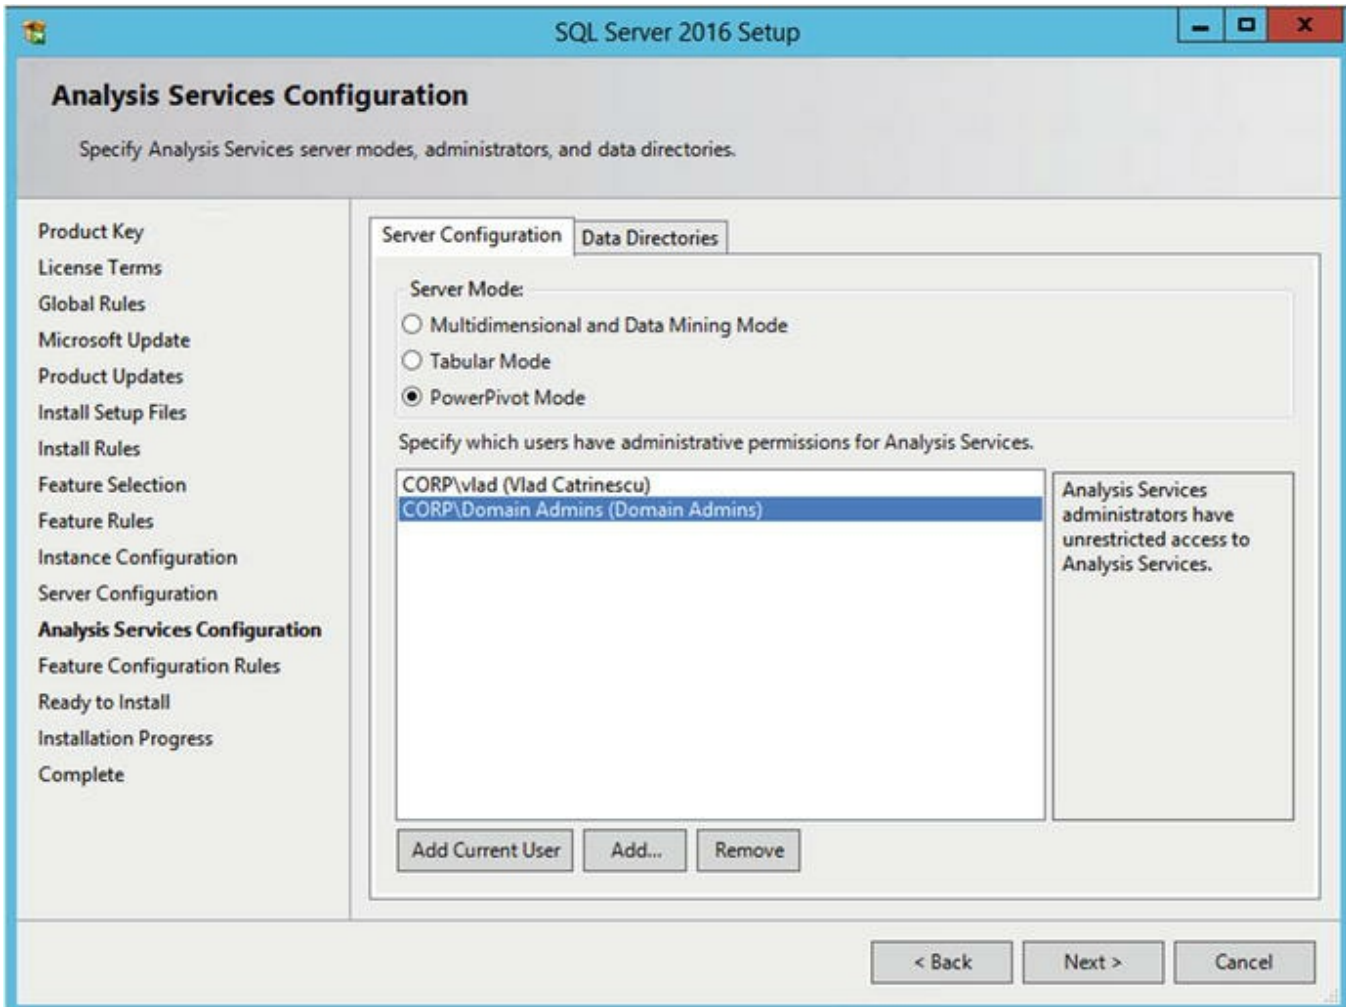 SQL Server 2016 Setup
Analysis Services Configuration
Specify Analysis Services server modes, administrators, and data directories.
Product Key
License Terms
Global Rules
Microsoft Update
Product Updates
Install Setup Files
Install Rules
Feature Selection
Feature Rules
Instance Configuration
Server Configuration
Analysis Services Configuration
Feature Configuration Rules
Ready to Install
Installation Progress
Complete
Server Configuration
Data Directories
Server Mode:
Multidimensional and Data Mining Mode
Tabular Mode
PowerPivot Mode
Specify which users have administrative permissions for Analysis Services.
CORP\vlad (Vlad Catrinescu)
CORP\Domain Admins (Domain Admins)
Analysis Services
administrators have
unrestricted access to
Analysis Services.
Add Current User
Add...
Remove
< Back
Next >
Cancel